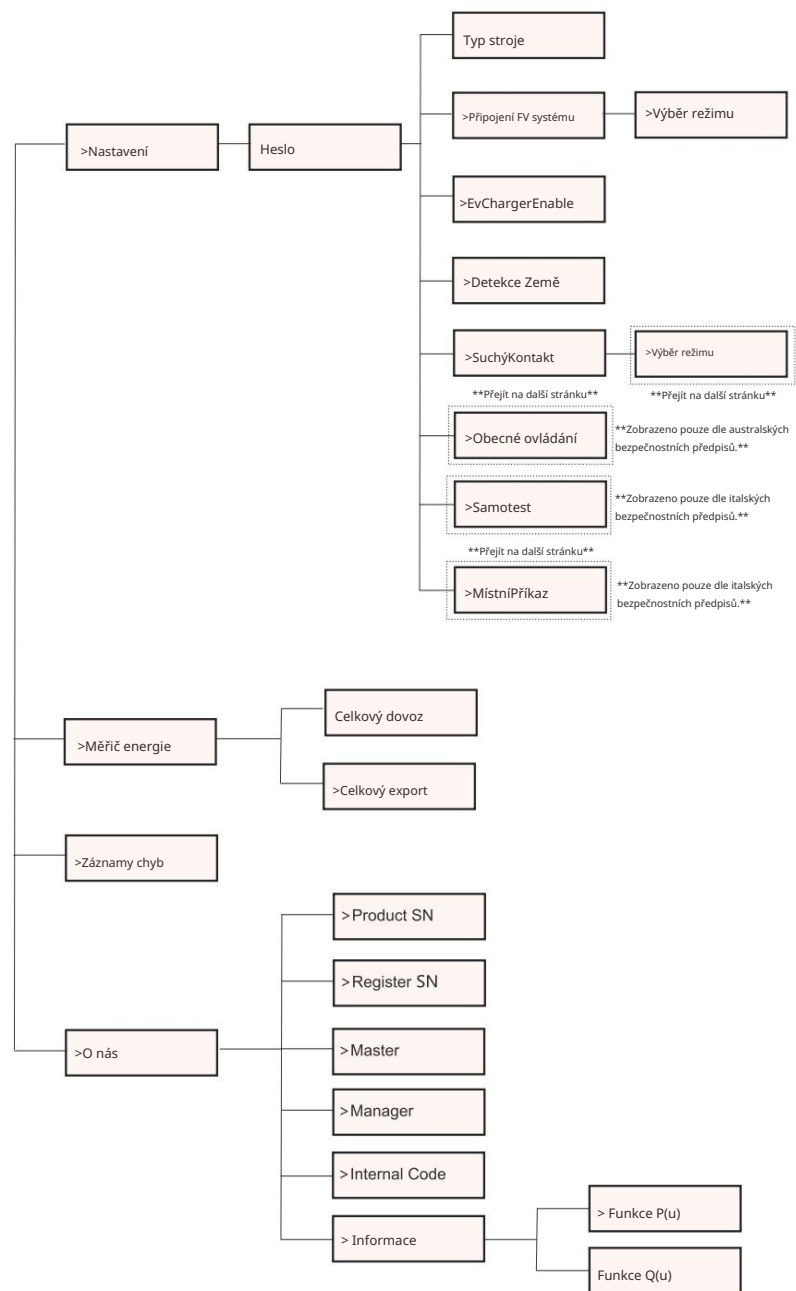 Typ stroje
>Připojení FV systému
>Výběr režimu
>Nastavení
Heslo
>EvChargerEnable
>Detekce Země
>SuchýKontakt
>Výběr režimu
**Přejít na další stránku**
**Přejít na další stránku**
>Obecné ovládání
**Zobrazeno pouze dle australských
bezpečnostních předpisů.**
>Samotest
**Zobrazeno pouze dle italských
bezpečnostních předpisů.**
**Přejít na další stránku**
>MístníPříkaz
**Zobrazeno pouze dle italských
bezpečnostních předpisů.**
>Měřič energie
Celkový dovoz
>Celkový export
>Záznamy chyb
>O nás
>Product SN
>Register SN
>Master
>Manager
>Internal Code
> Informace
> Funkce P(u)
Funkce Q(u)